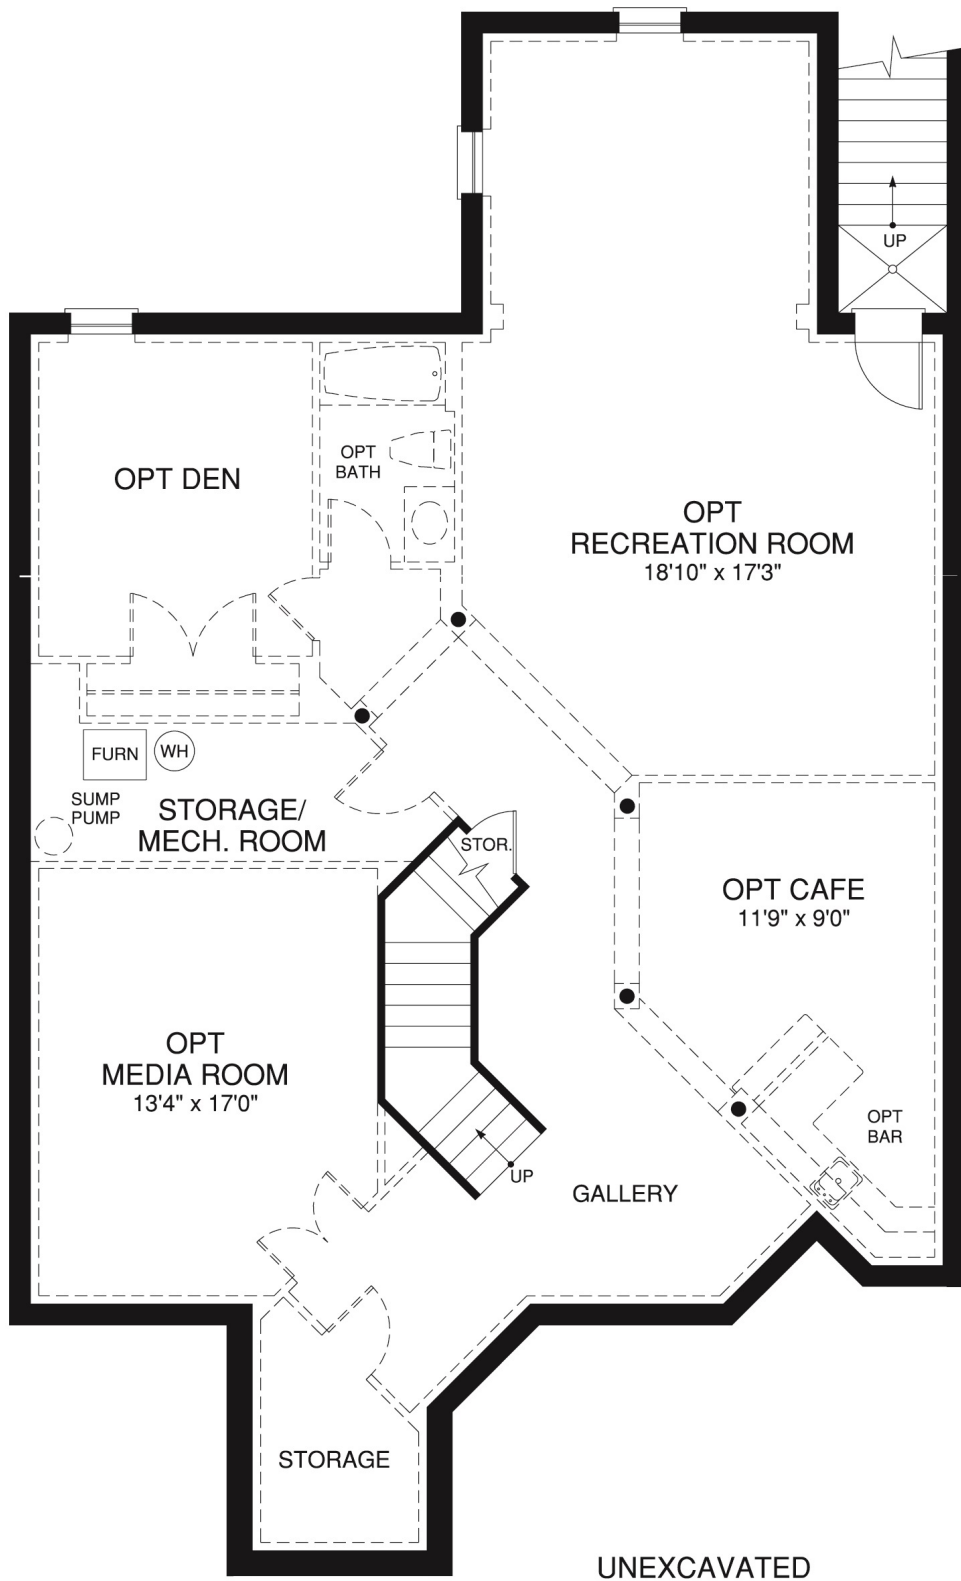 UP
OPT DEN
OPT
BATH
OPT
RECREATION ROOM
18'10" x 17'3"
FURN
WH
SUMP
PUMP
STORAGE/
MECH. ROOM
STOR.
OPT CAFE
11'9" x 9'0"
OPT
MEDIA ROOM
13'4" x 17'0"
OPT
BAR
UP
GALLERY
STORAGE
UNEXCAVATED